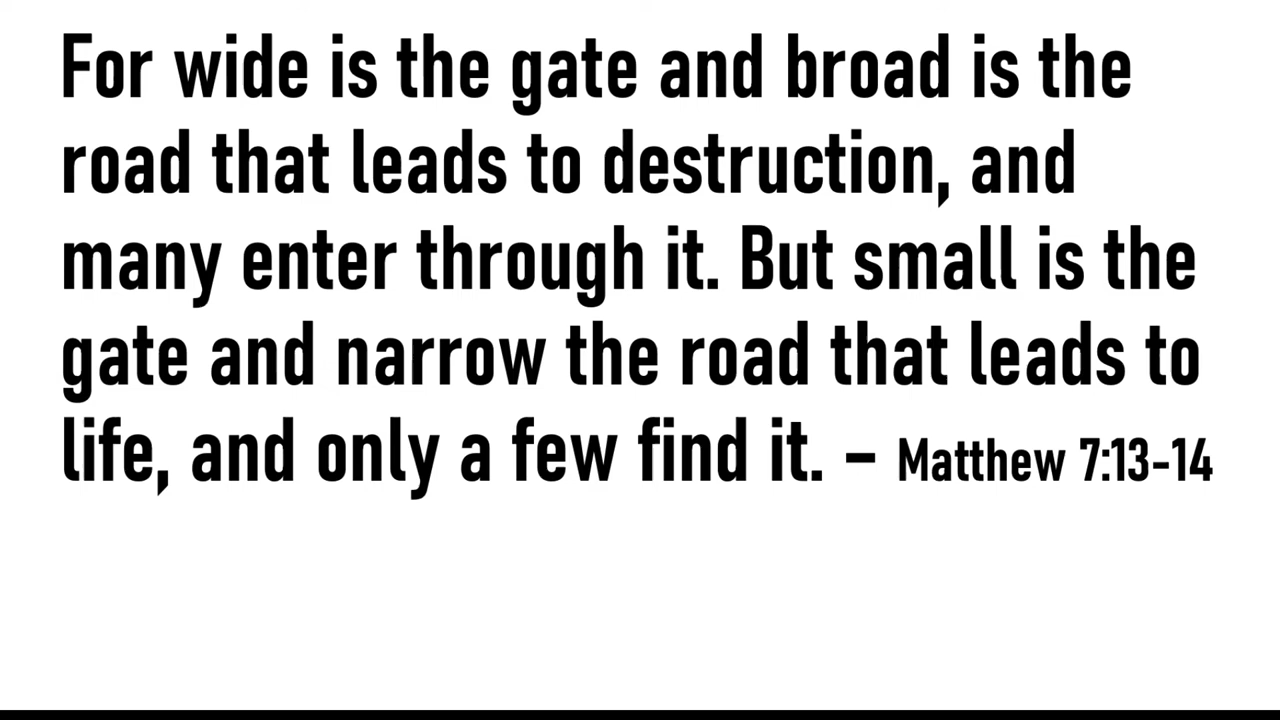 For wide is the gate and broad is the
road that leads to destruction, and
many enter through it. But small is the
gate and narrow the road that leads to
life, and only a few find it. – Matthew 7:13-14